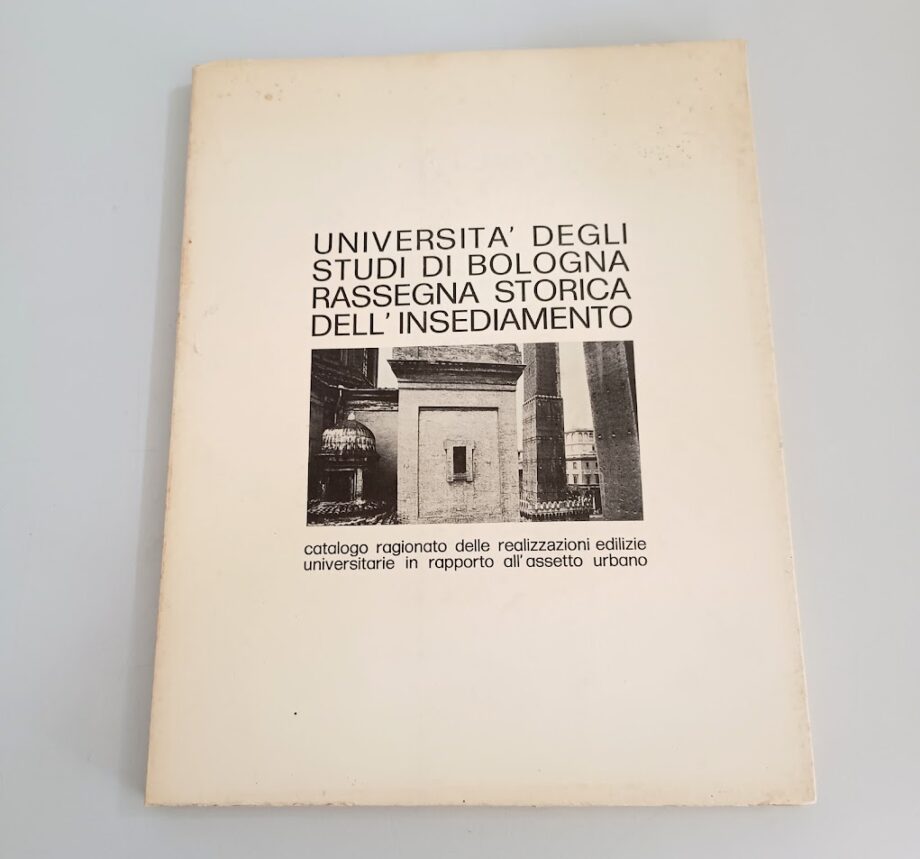 UNIVERSITA' DEGLI
STUDI DI BOLOGNA
RASSEGNA STORICA
DELL'INSEDIAMENTO
catalogo ragionato delle realizzazioni edilizie
universitarie in rapporto all'assetto urbano